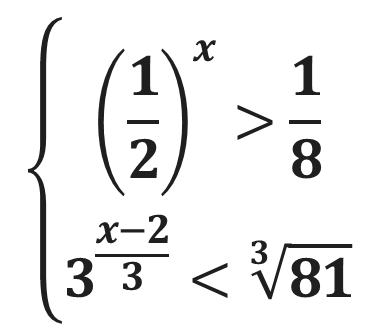 (1/2)^x > 1/8
3^((x−2)/3) < ∛81